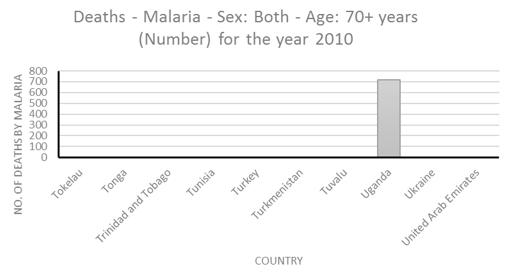 Deaths - Malaria - Sex: Both - Age: 70+ years
(Number) for the year 2010
NO. OF DEATHS BY MALARIA
800
700
600
500
400
300
200
100
0
Tokelau
Tonga
Trinidad and Tobago
Tunisia
Turkey
Turkmenistan
Tuvalu
Uganda
Ukraine
United Arab Emirates
COUNTRY